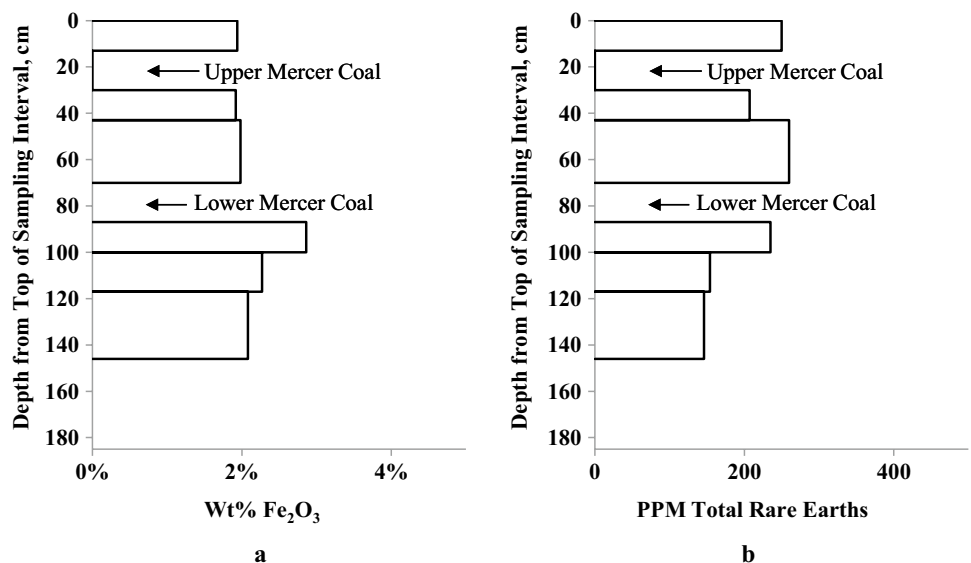 Depth from Top of Sampling Interval, cm
0
20
40
60
80
100
120
140
160
180
Upper Mercer Coal
Lower Mercer Coal
0%
2%
4%
Wt% Fe₂O₃
a
Depth from Top of Sampling Interval, cm
0
20
40
60
80
100
120
140
160
180
Upper Mercer Coal
Lower Mercer Coal
0
200
400
PPM Total Rare Earths
b